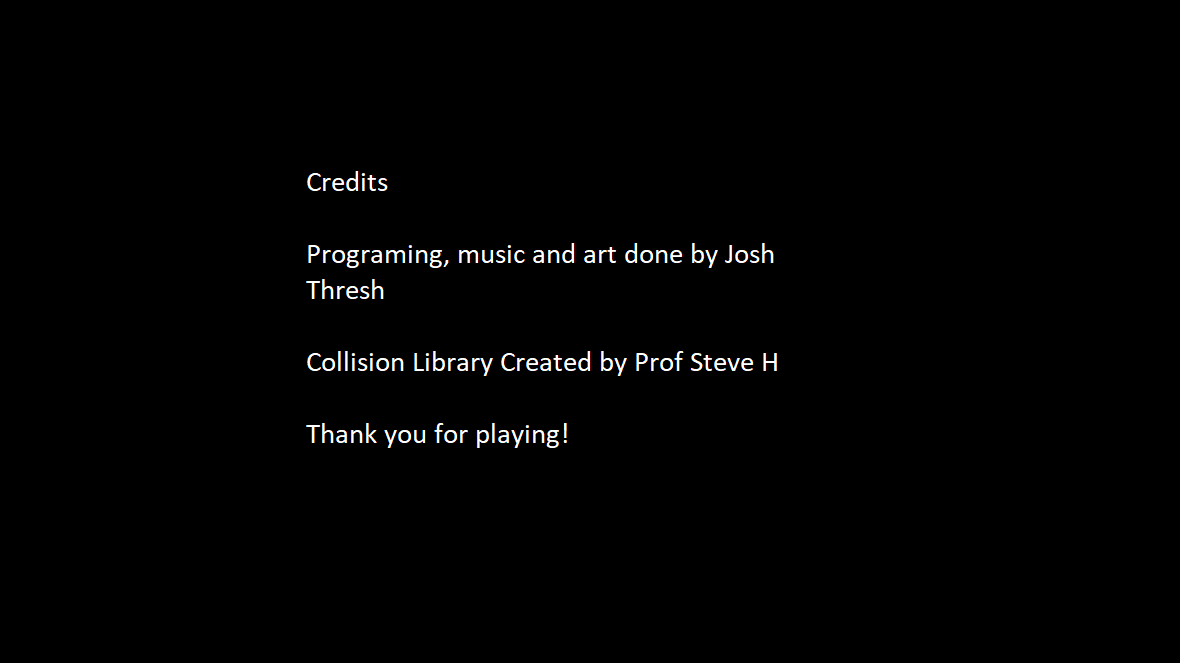 Credits
Programing, music and art done by Josh
Thresh
Collision Library Created by Prof Steve H
Thank you for playing!